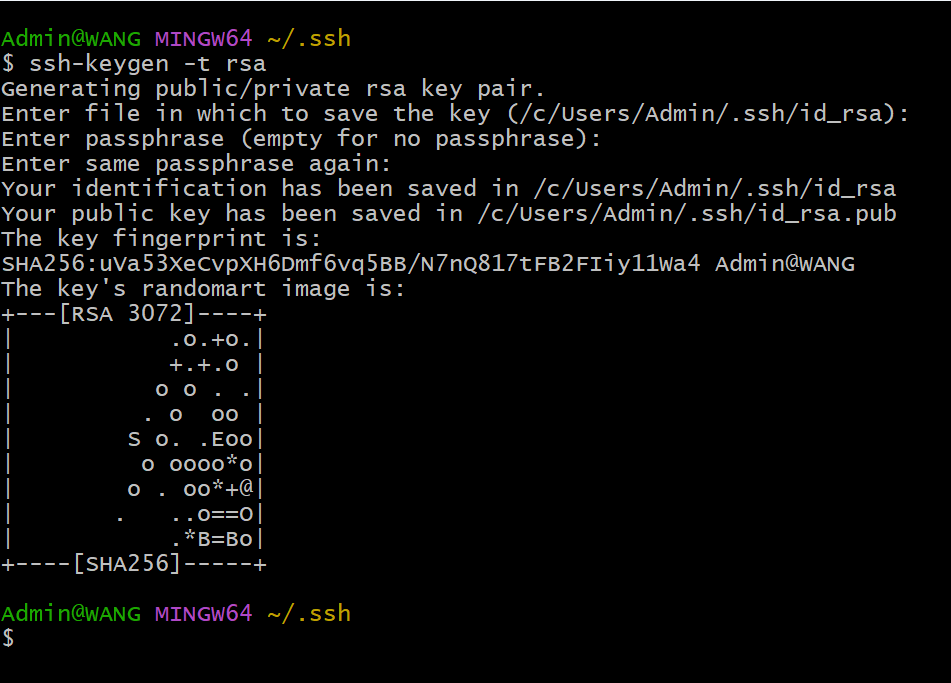 Admin@WANG MINGW64 ~/.ssh
$ ssh-keygen -t rsa
Generating public/private rsa key pair.
Enter file in which to save the key (/c/Users/Admin/.ssh/id_rsa):
Enter passphrase (empty for no passphrase):
Enter same passphrase again:
Your identification has been saved in /c/Users/Admin/.ssh/id_rsa
Your public key has been saved in /c/Users/Admin/.ssh/id_rsa.pub
The key fingerprint is:
SHA256:uVa53XeCvpXH6Dmf6vq5BB/N7nQ817tFB2FIiy11Wa4 Admin@WANG
The key's randomart image is:
+---[RSA 3072]----+
|           .o.+o.|
|           +.+.o |
|          o o . .|
|         . o  oo |
|        S o. .Eoo|
|         o oooo*o|
|        o . oo*+@|
|       .   ..o==O|
|           .*B=Bo|
+----[SHA256]-----+
Admin@WANG MINGW64 ~/.ssh
$